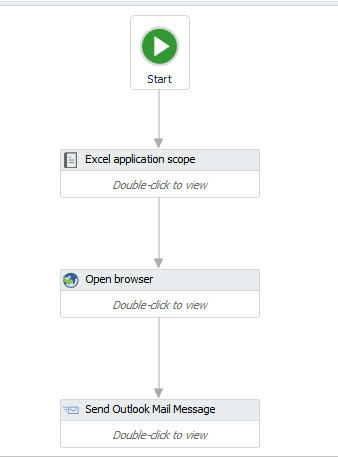 Start
Excel application scope
Double-click to view
Open browser
Double-click to view
Send Outlook Mail Message
Double-click to view